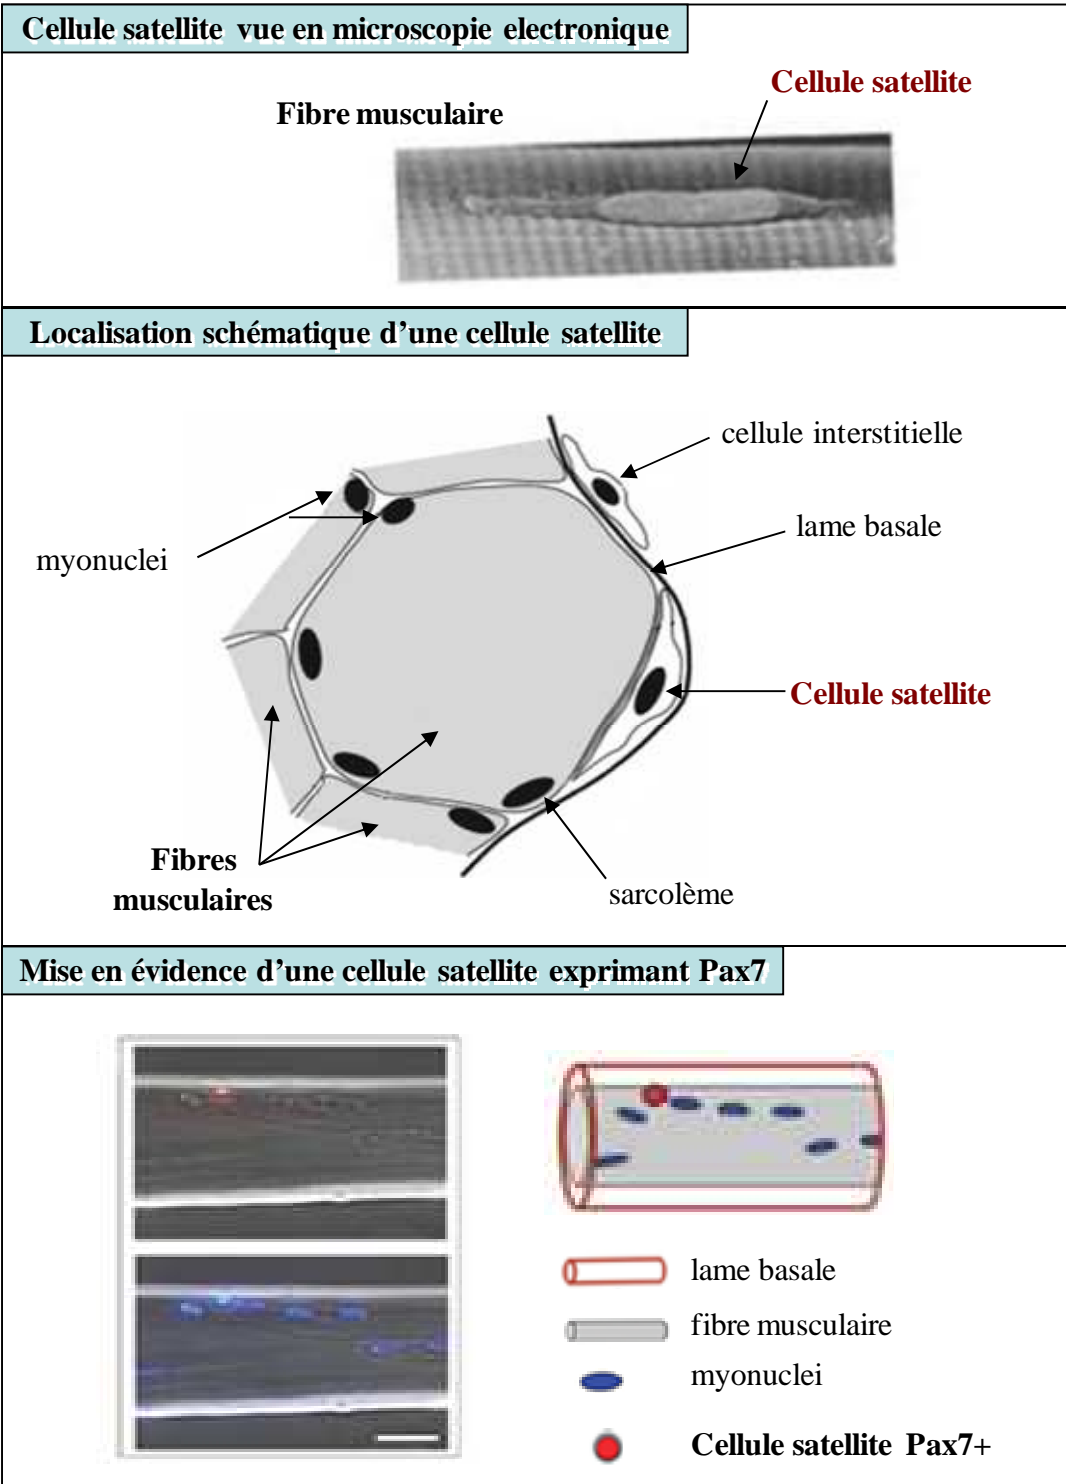 Cellule satellite vue en microscopie electronique
Cellule satellite
Fibre musculaire
Localisation schématique d’une cellule satellite
cellule interstitielle
lame basale
myonuclei
Cellule satellite
Fibres
musculaires
sarcolème
Mise en évidence d’une cellule satellite exprimant Pax7
lame basale
fibre musculaire
myonuclei
Cellule satellite Pax7+